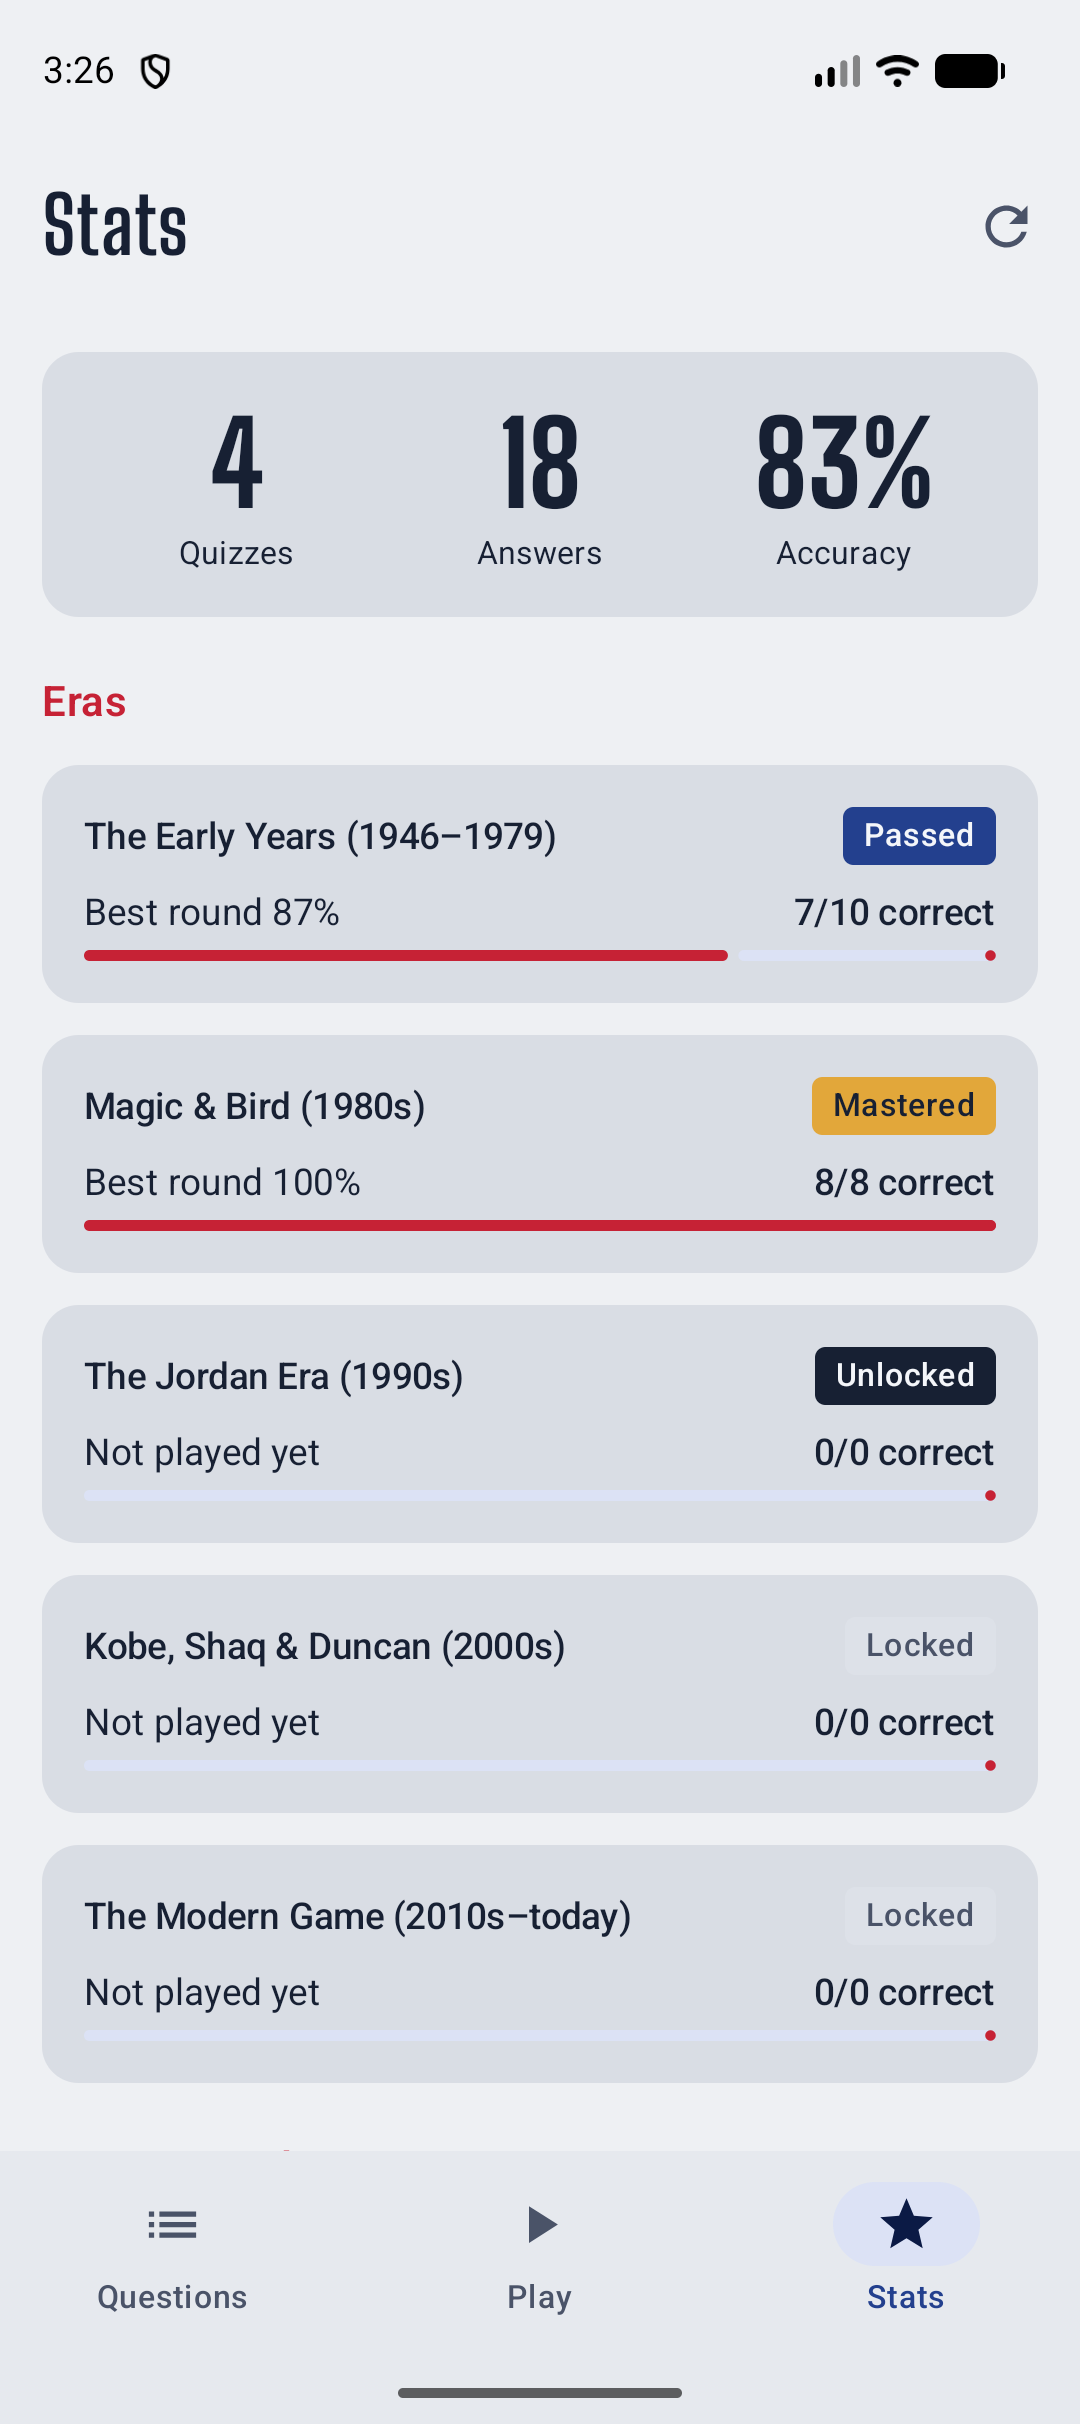 3:26
Stats
4 18 83%
Quizzes Answers Accuracy
Eras
The Early Years (1946–1979) Passed
Best round 87% 7/10 correct
Magic & Bird (1980s) Mastered
Best round 100% 8/8 correct
The Jordan Era (1990s) Unlocked
Not played yet 0/0 correct
Kobe, Shaq & Duncan (2000s) Locked
Not played yet 0/0 correct
The Modern Game (2010s–today) Locked
Not played yet 0/0 correct
Questions Play Stats